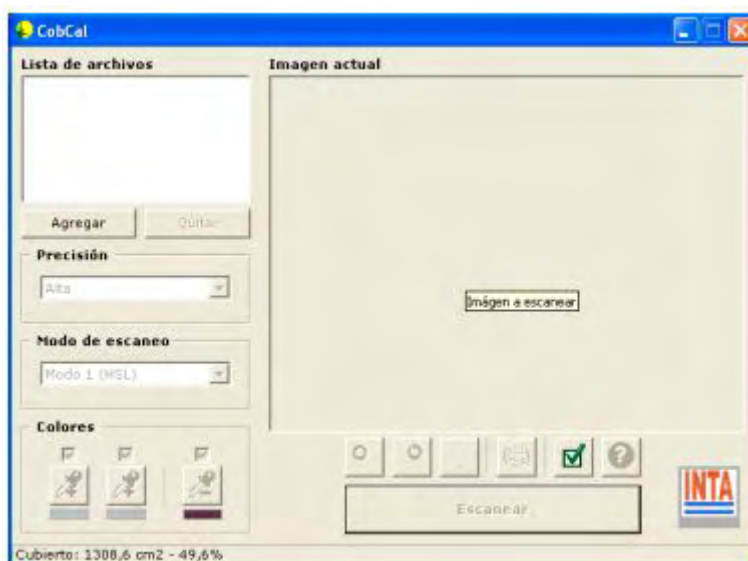 CobCal
Lista de archivos
Imagen actual
Agregar
Quitar
Precisión
Alta
Imágen a escanear
Modo de escaneo
Modo 1 (MSL)
Colores
Escanear
INTA
Cubierto: 1308,6 cm2 - 49,6%